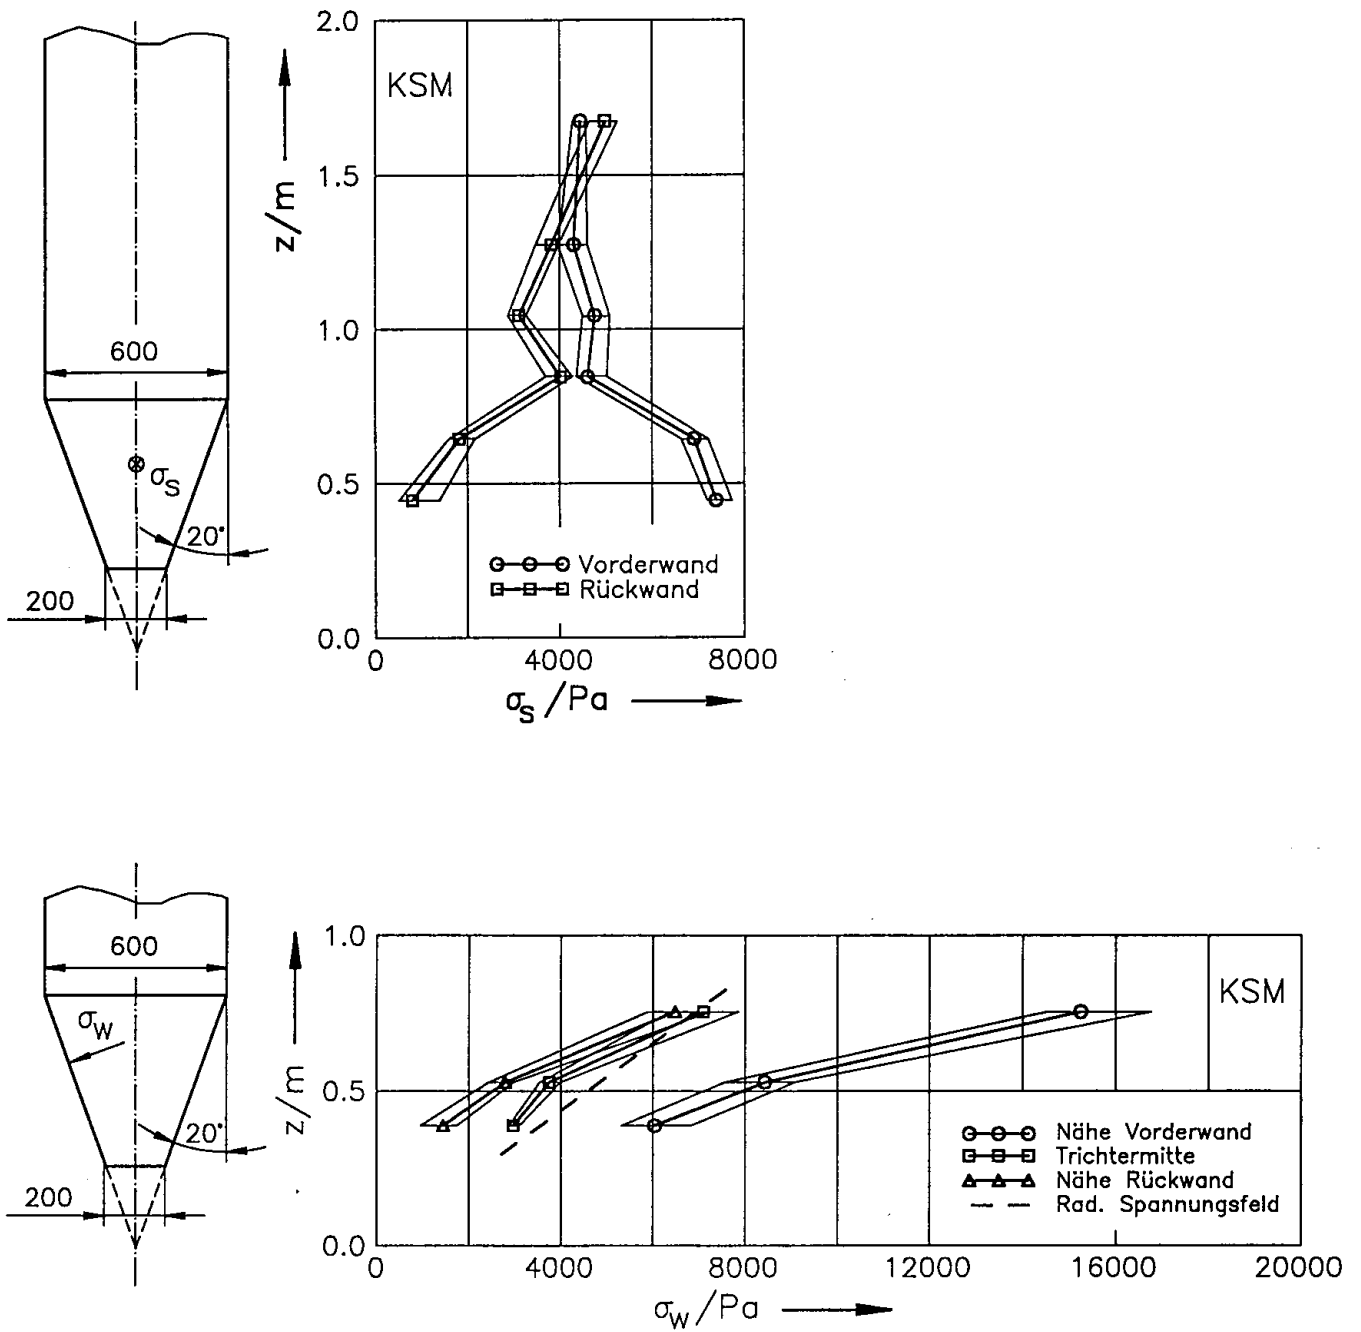 2.0
KSM
z/m
1.5
1.0
600
σS
0.5
20°
Vorderwand
Rückwand
200
0.0
0
4000
8000
σS/Pa
1.0
600
KSM
σW
z/m
0.5
20°
Nähe Vorderwand
Trichtermitte
Nähe Rückwand
Rad. Spannungsfeld
200
0.0
0
4000
8000
12000
16000
20000
σW/Pa